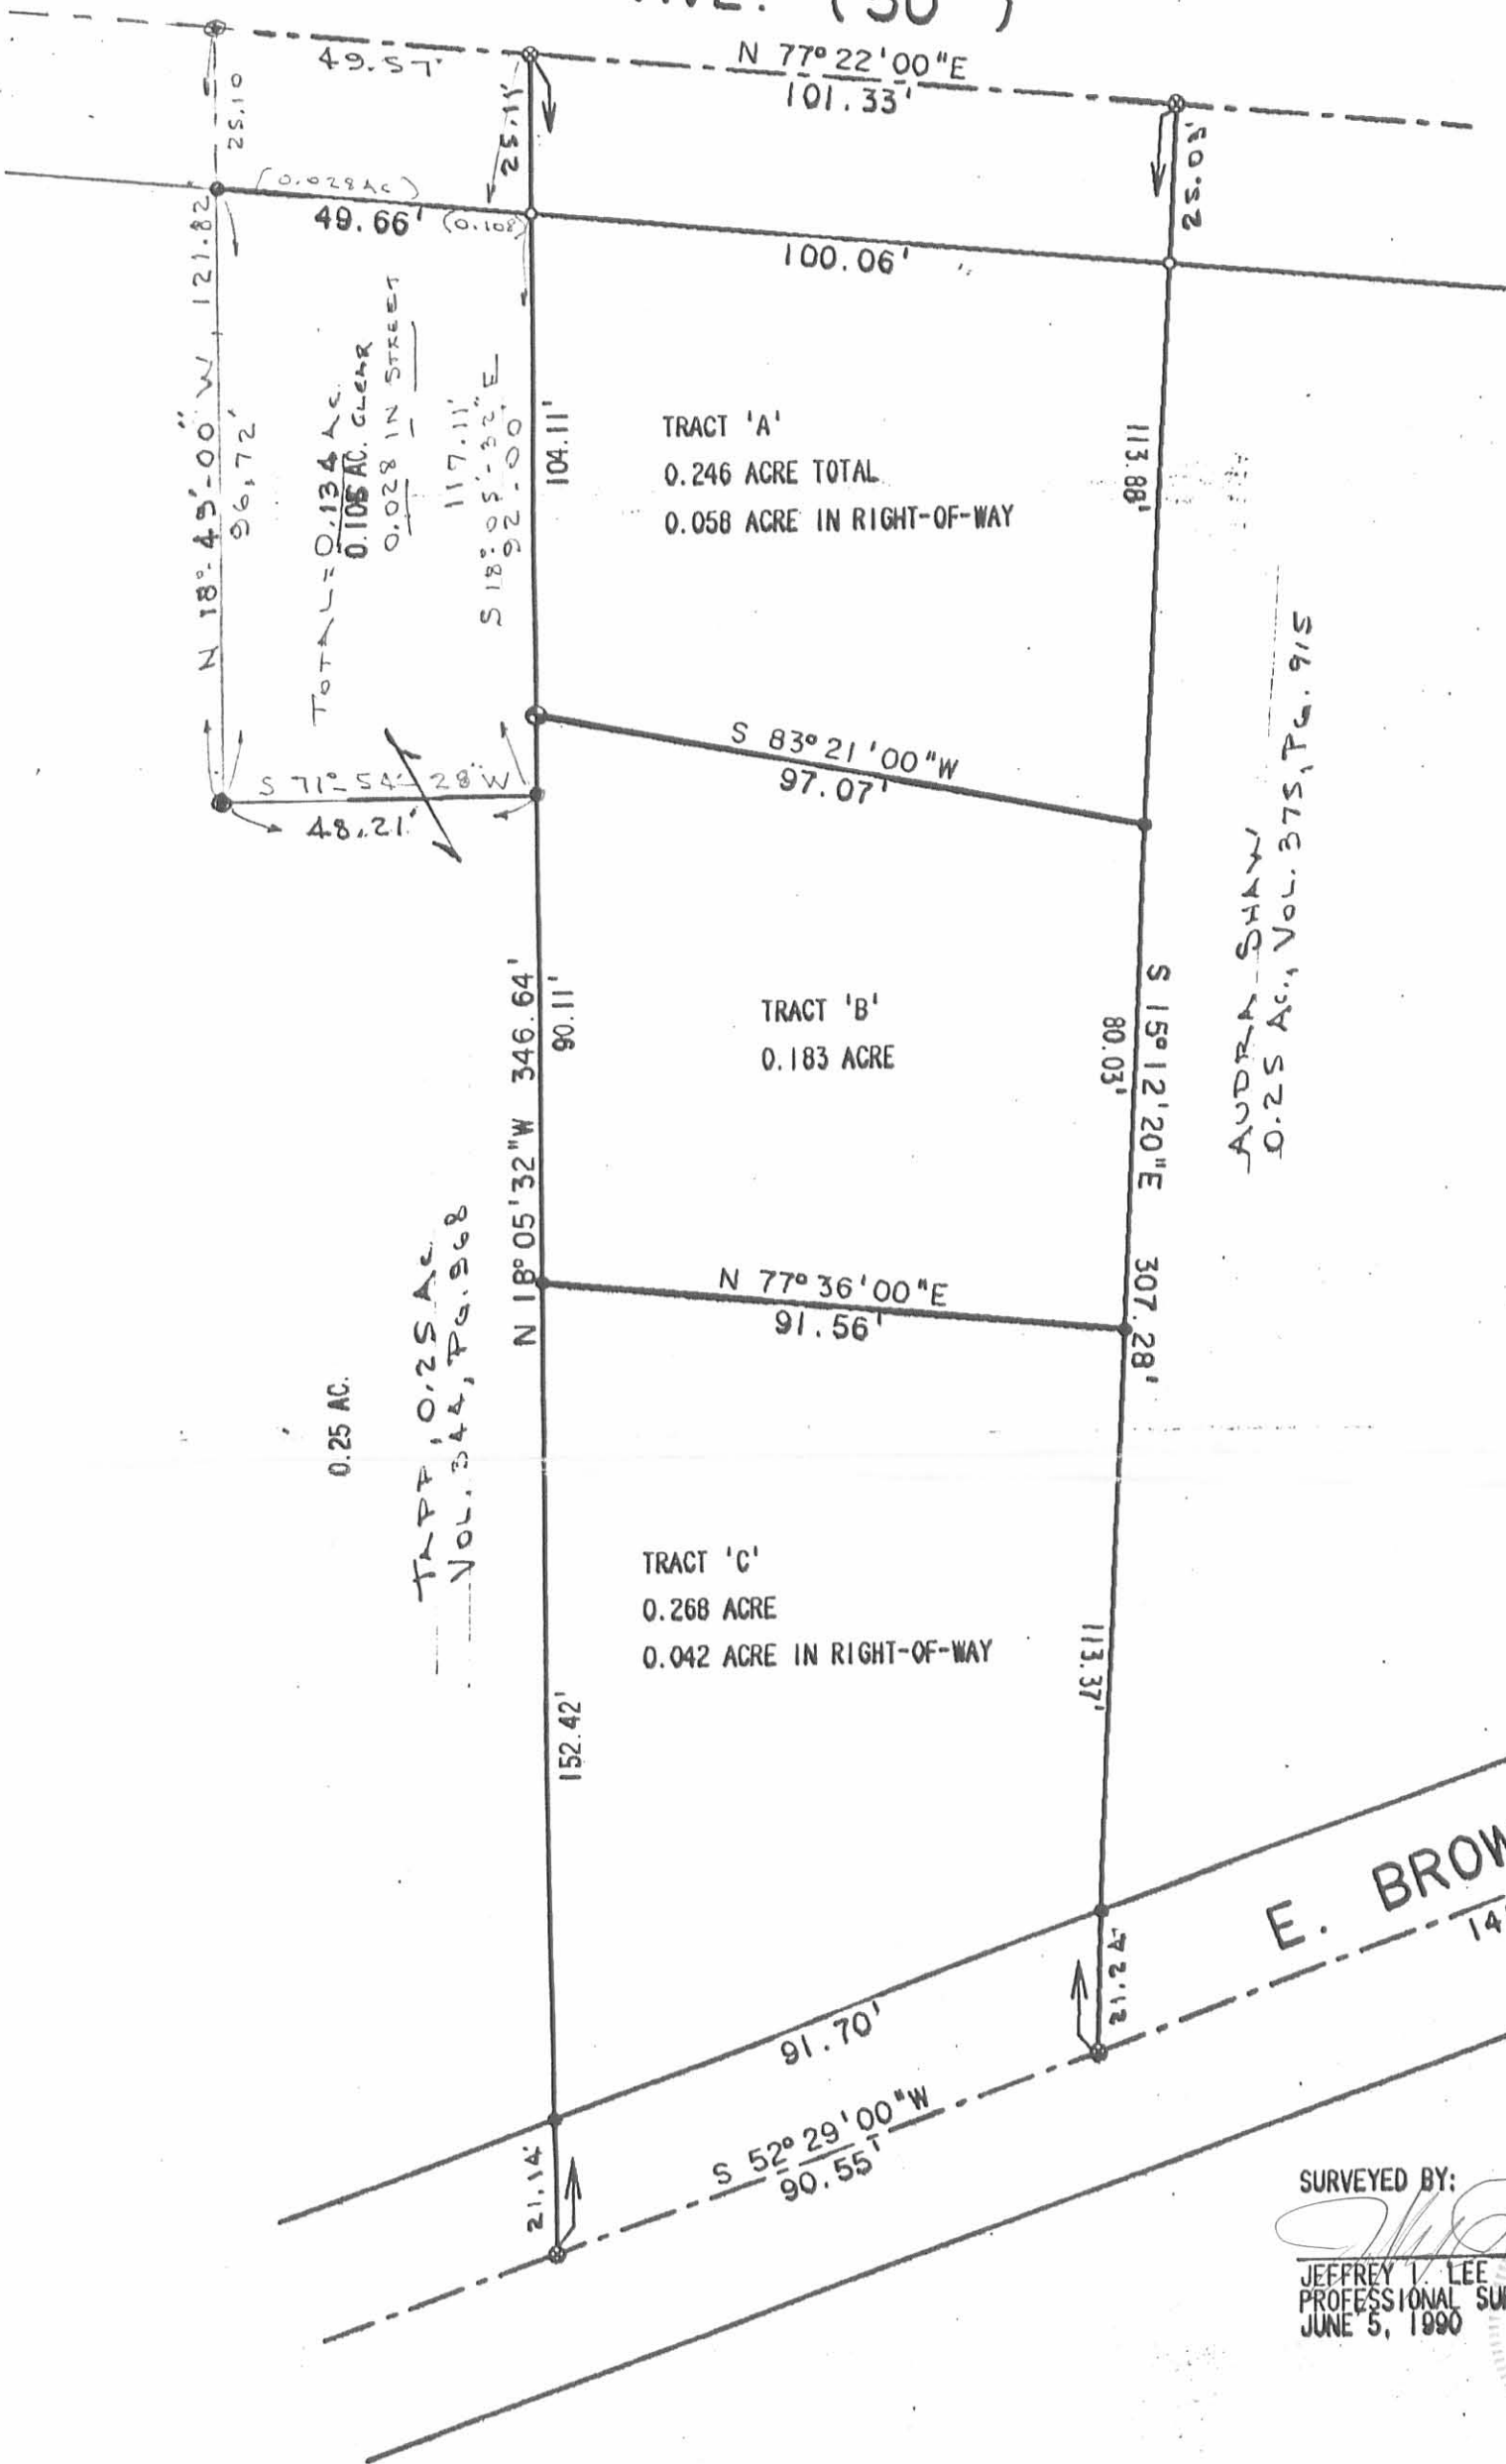 (50')
49.57'
N 77° 22'00"E
101.33'
25.10
25.11'
25.03'
(0.028 Ac)
49.66'
(0.108)
100.06'
N 18°-49'-00" W, 121.82
96.72'
TOTAL = 0.134 Ac.
0.028 IN STREET
117.11'
S 18°-05'-32" E
92.00'
104.11'
TRACT 'A'
0.246 ACRE TOTAL
0.058 ACRE IN RIGHT-OF-WAY
113.88'
S 83° 21'00"W
97.07'
S 71°-54'-28" W
48.21'
AUDRA SHAW
0.25 Ac., VOL. 375, PG. 915
N 18° 05'32"W 346.64'
90.11'
TRACT 'B'
0.183 ACRE
80.03'
S 15° 12'20"E 307.28'
N 77° 36'00"E
91.56'
0.25 AC.
TAPP, 0.25 Ac
VOL. 344, PG. 968
TRACT 'C'
0.268 ACRE
0.042 ACRE IN RIGHT-OF-WAY
152.42'
113.37'
E. BROW
14
21.24
91.70'
S 52° 29'00"W
90.55'
21.14'
SURVEYED BY:
JEFFREY I. LEE
PROFESSIONAL SU
JUNE 5, 1990